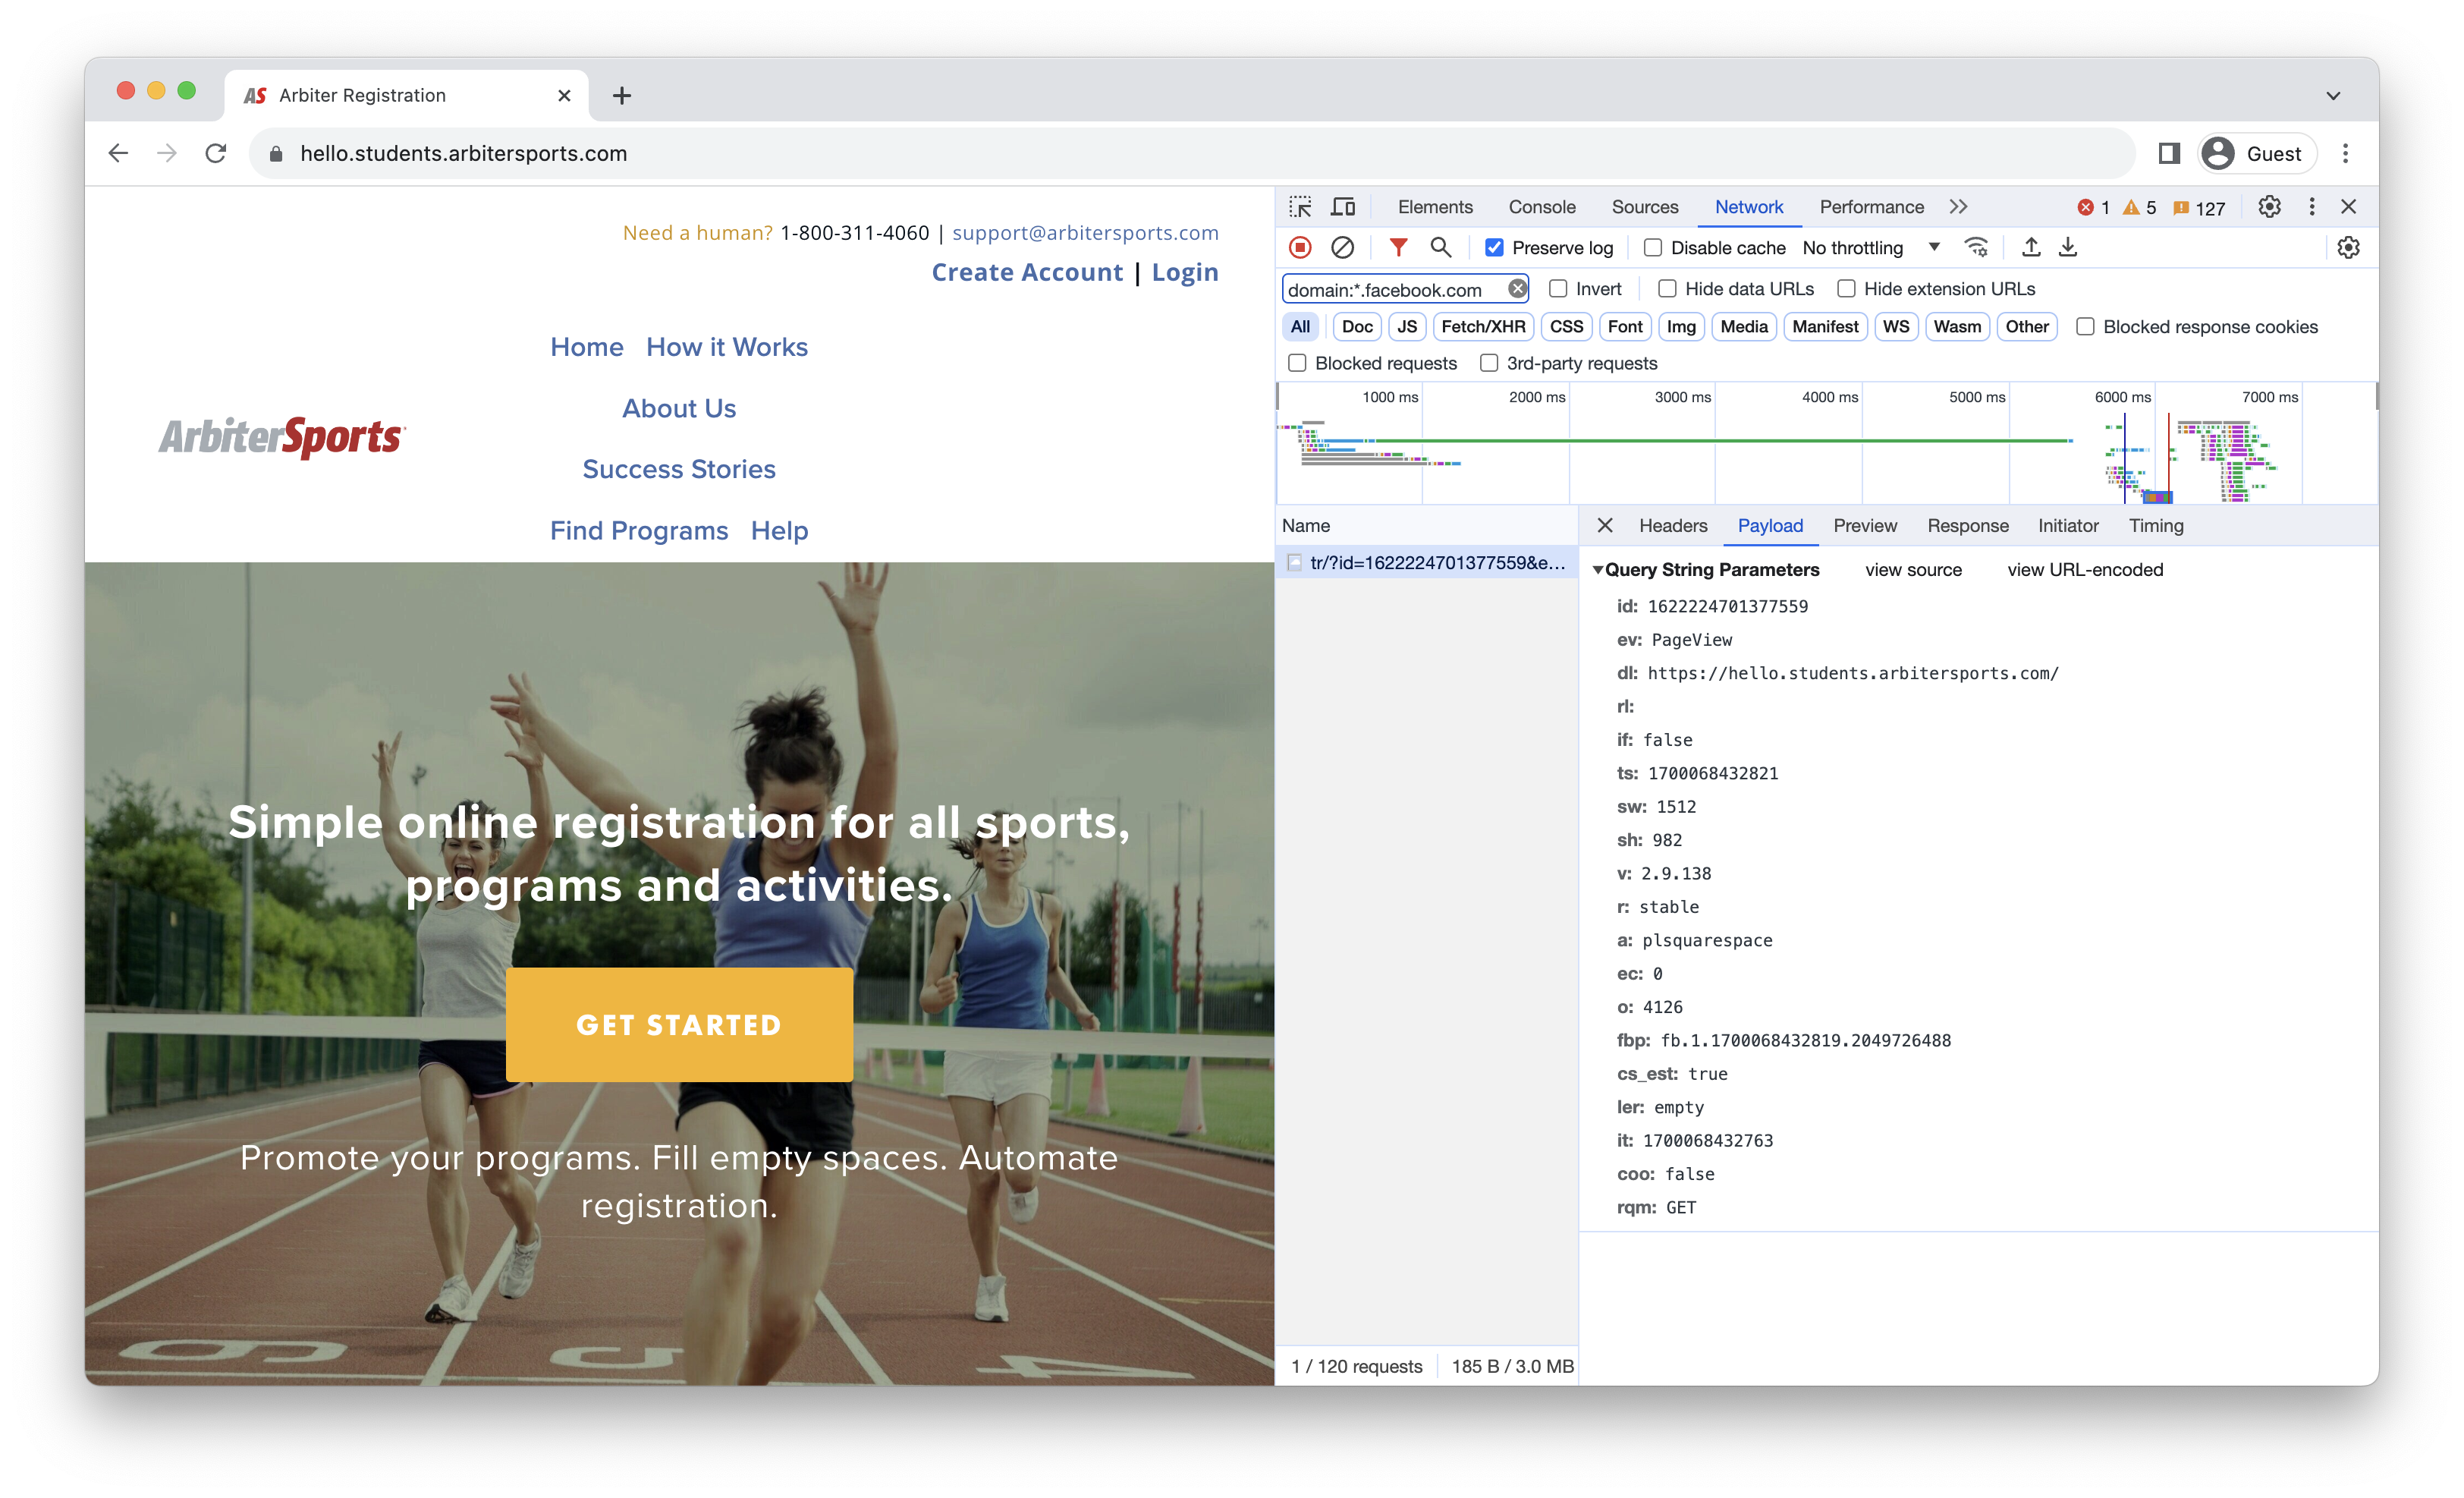 AS Arbiter Registration
hello.students.arbitersports.com
Guest
Need a human? 1-800-311-4060 | support@arbitersports.com
Create Account | Login
Home How it Works
About Us
Success Stories
Find Programs Help
ArbiterSports
Simple online registration for all sports,
programs and activities.
GET STARTED
Promote your programs. Fill empty spaces. Automate
registration.
6 5 4
Elements Console Sources Network Performance 1 5 127
Preserve log Disable cache No throttling
domain:*.facebook.com Invert Hide data URLs Hide extension URLs
All Doc JS Fetch/XHR CSS Font Img Media Manifest WS Wasm Other Blocked response cookies
Blocked requests 3rd-party requests
1000 ms 2000 ms 3000 ms 4000 ms 5000 ms 6000 ms 7000 ms
Name
tr/?id=1622224701377559&e...
Headers Payload Preview Response Initiator Timing
Query String Parameters view source view URL-encoded
id: 1622224701377559
ev: PageView
dl: https://hello.students.arbitersports.com/
rl:
if: false
ts: 1700068432821
sw: 1512
sh: 982
v: 2.9.138
r: stable
a: plsquarespace
ec: 0
o: 4126
fbp: fb.1.1700068432819.2049726488
cs_est: true
ler: empty
it: 1700068432763
coo: false
rqm: GET
1 / 120 requests 185 B / 3.0 MB